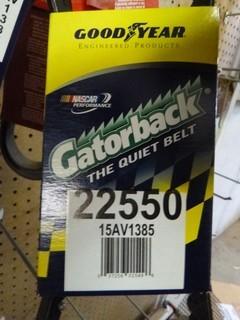 GOODYEAR
ENGINEERED PRODUCTS
NASCAR
PERFORMANCE
Gatorback
THE QUIET BELT
22550
15AV1385